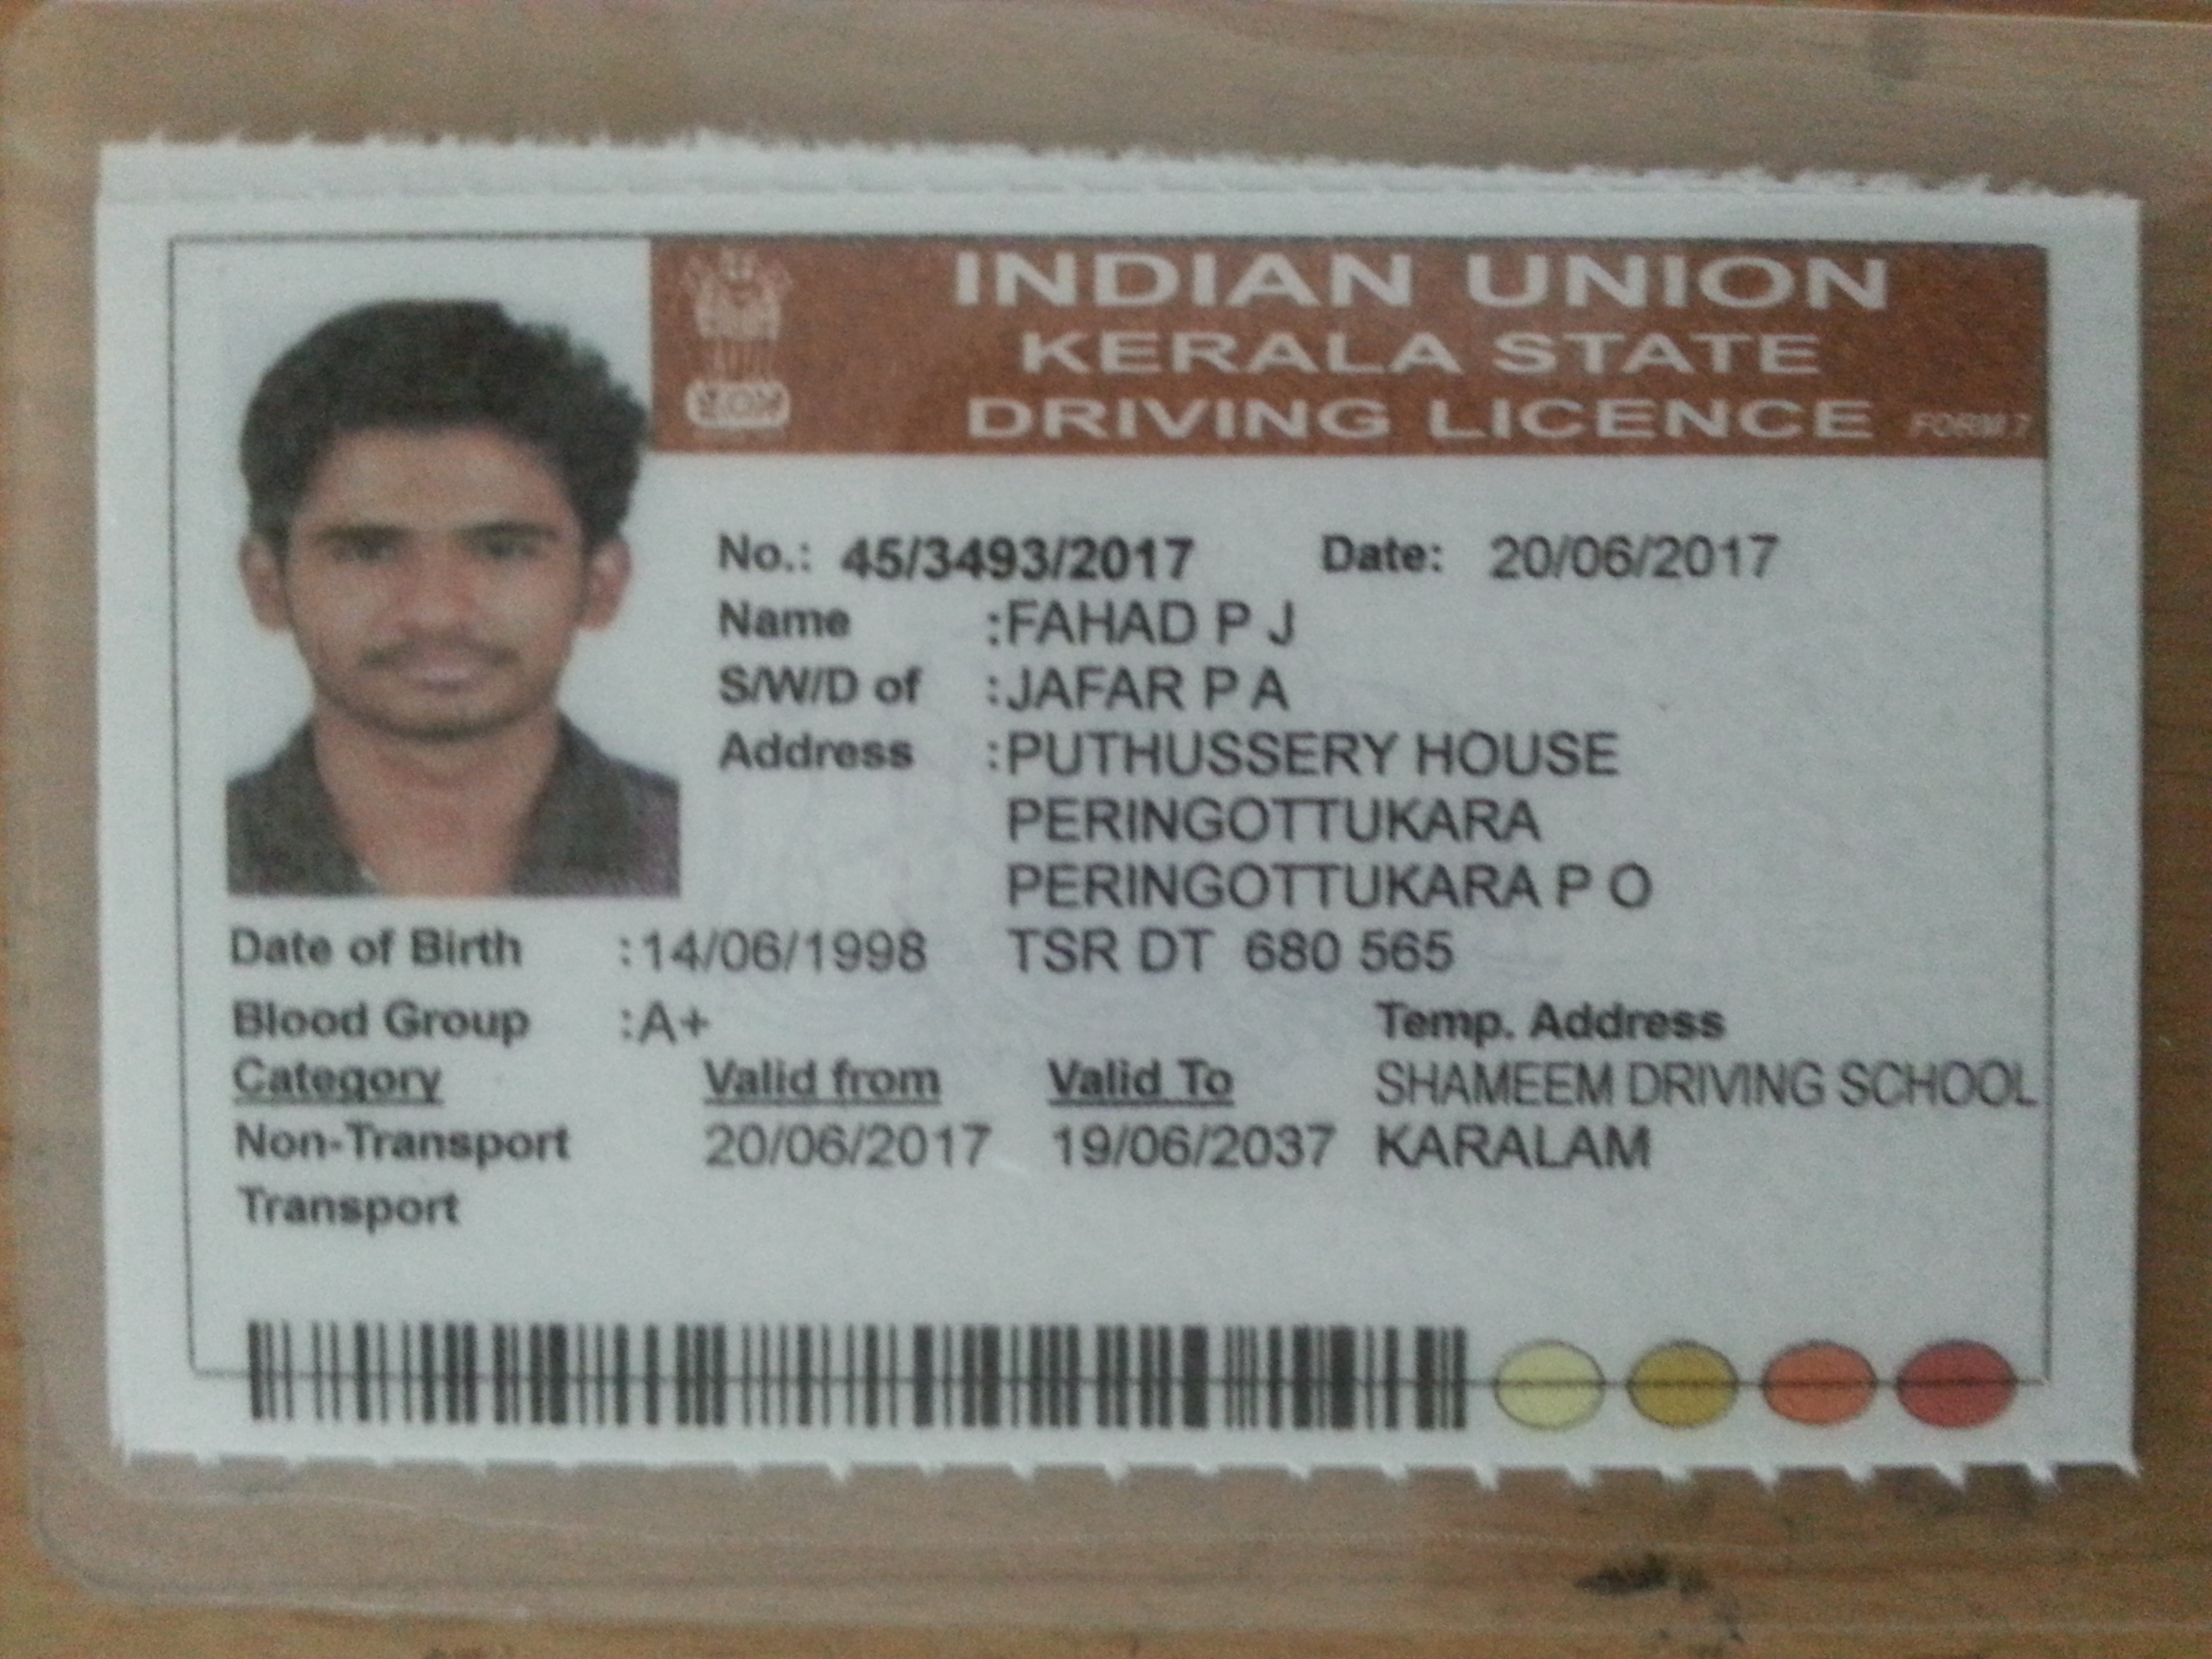 INDIAN UNION
KERALA STATE
DRIVING LICENCE FORM 7
No.: 45/3493/2017 Date: 20/06/2017
Name :FAHAD P J
S/W/D of :JAFAR P A
Address :PUTHUSSERY HOUSE
PERINGOTTUKARA
PERINGOTTUKARA P O
Date of Birth :14/06/1998 TSR DT 680 565
Blood Group :A+ Temp. Address
Category Valid from Valid To SHAMEEM DRIVING SCHOOL
Non-Transport 20/06/2017 19/06/2037 KARALAM
Transport